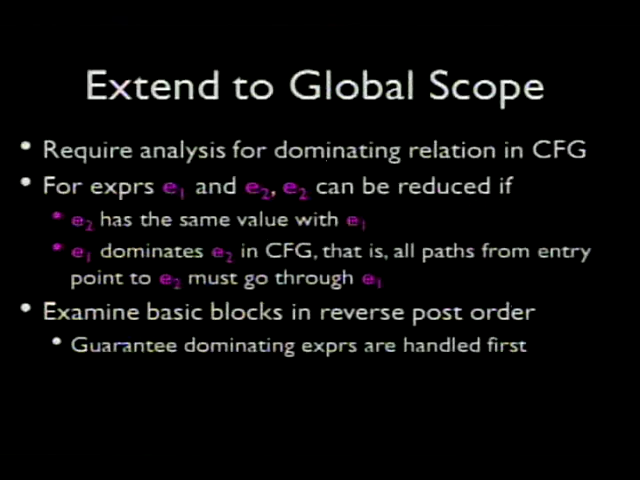 Extend to Global Scope
• Require analysis for dominating relation in CFG
• For exprs e₁ and e₂, e₂ can be reduced if
• e₂ has the same value with e₁
• e₁ dominates e₂ in CFG, that is, all paths from entry
point to e₂ must go through e₁
• Examine basic blocks in reverse post order
• Guarantee dominating exprs are handled first